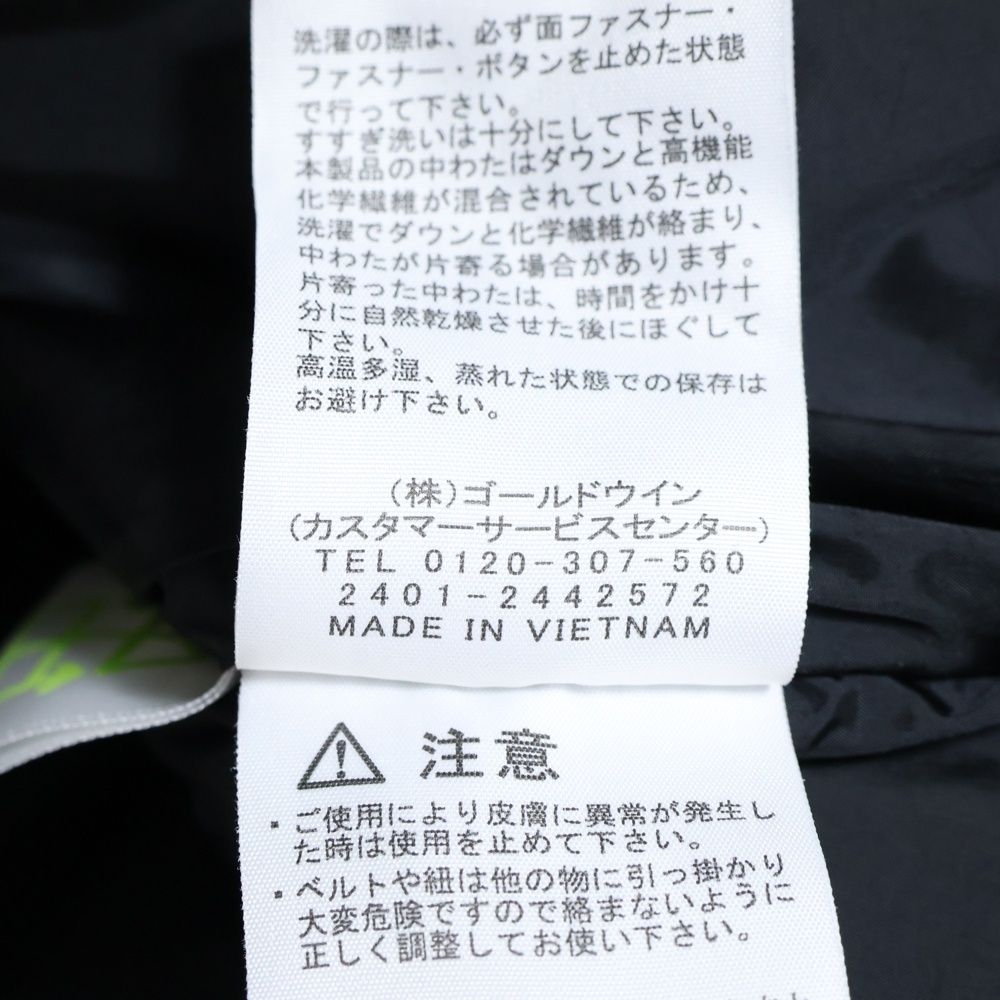 洗濯の際は、必ず面ファスナー・
ファスナー・ボタンを止めた状態
で行って下さい。
すすぎ洗いは十分にして下さい。
本製品の中わたはダウンと高機能
化学繊維が混合されているため、
洗濯でダウンと化学繊維が絡まり、
中わたが片寄る場合があります。
片寄った中わたは、時間をかけ十
分に自然乾燥させた後にほぐして
下さい。
高温多湿、蒸れた状態での保存は
お避け下さい。
(株)ゴールドウイン
(カスタマーサービスセンター)
TEL 0120-307-560
2401-2442572
MADE IN VIETNAM
注意
・ご使用により皮膚に異常が発生し
た時は使用を止めて下さい。
・ベルトや紐は他の物に引っ掛かり
大変危険ですので絡まないように
正しく調整してお使い下さい。